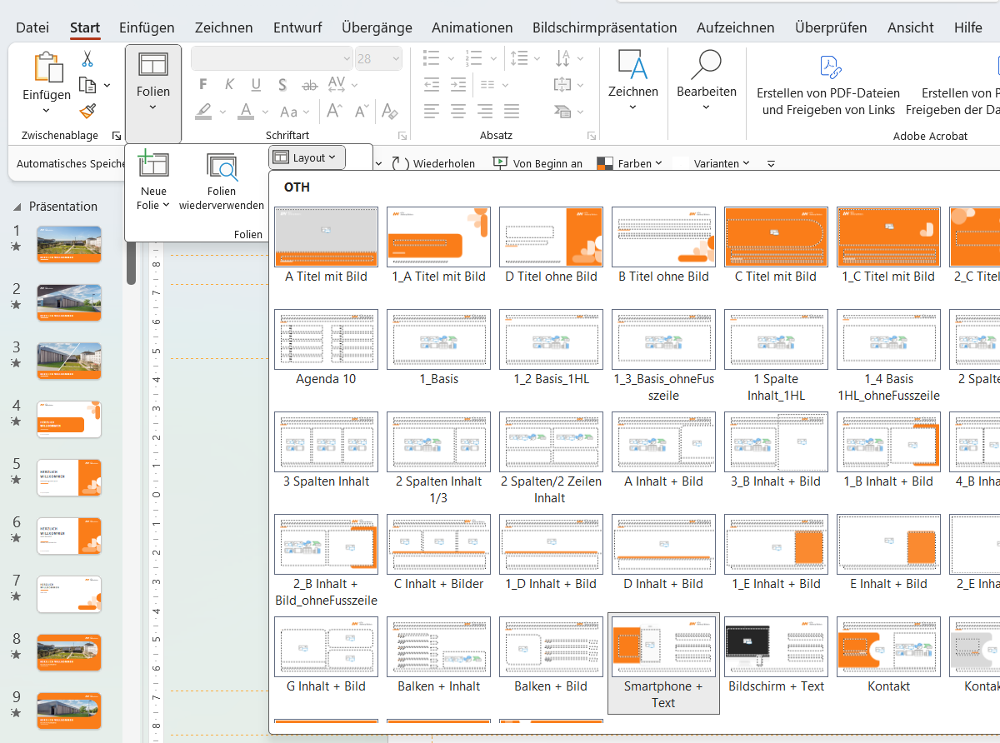 Datei Start Einfügen Zeichnen Entwurf Übergänge Animationen Bildschirmpräsentation Aufzeichnen Überprüfen Ansicht Hilfe
Einfügen
Zwischenablage
Folien
28
F K U S ab AV
A Aa A A A
Schriftart
Absatz
Zeichnen
Bearbeiten
Erstellen von PDF-Dateien
und Freigeben von Links
Erstellen von P
Freigeben der Da
Adobe Acrobat
Automatisches Speiche
Wiederholen Von Beginn an Farben Varianten
Neue
Folie
Folien
wiederverwenden
Layout
Folien
Präsentation
1
2
3
4
5
HERZLICH
WILLKOMMEN
6
HERZLICH
WILLKOMMEN
7
8
9
8 7 6 5 4 3 2 1 0 1 2 3 4 5 6 7 8
OTH
A Titel mit Bild
1_A Titel mit Bild
D Titel ohne Bild
B Titel ohne Bild
C Titel mit Bild
1_C Titel mit Bild
2_C Titel
Agenda 10
1_Basis
1_2 Basis_1HL
1_3_Basis_ohneFus
szeile
1 Spalte
Inhalt_1HL
1_4 Basis
1HL_ohneFusszeile
2 Spalte
3 Spalten Inhalt
2 Spalten Inhalt
1/3
2 Spalten/2 Zeilen
Inhalt
A Inhalt + Bild
3_B Inhalt + Bild
1_B Inhalt + Bild
4_B Inha
2_B Inhalt +
Bild_ohneFusszeile
C Inhalt + Bilder
1_D Inhalt + Bild
D Inhalt + Bild
1_E Inhalt + Bild
E Inhalt + Bild
2_E Inha
G Inhalt + Bild
Balken + Inhalt
Balken + Bild
Smartphone +
Text
Bildschirm + Text
Kontakt
Kontak